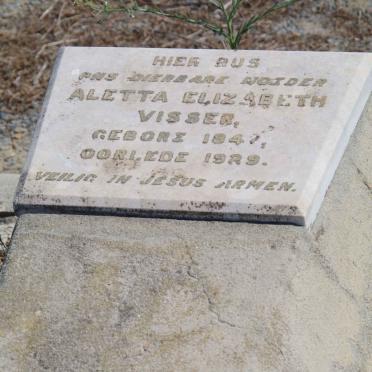 HIER RUS
ONS DIERBARE MOEDER
ALETTA ELIZABETH
VISSER,
GEBORE 1847,
OORLEDE 1929.
VEILIG IN JESUS ARMEN.